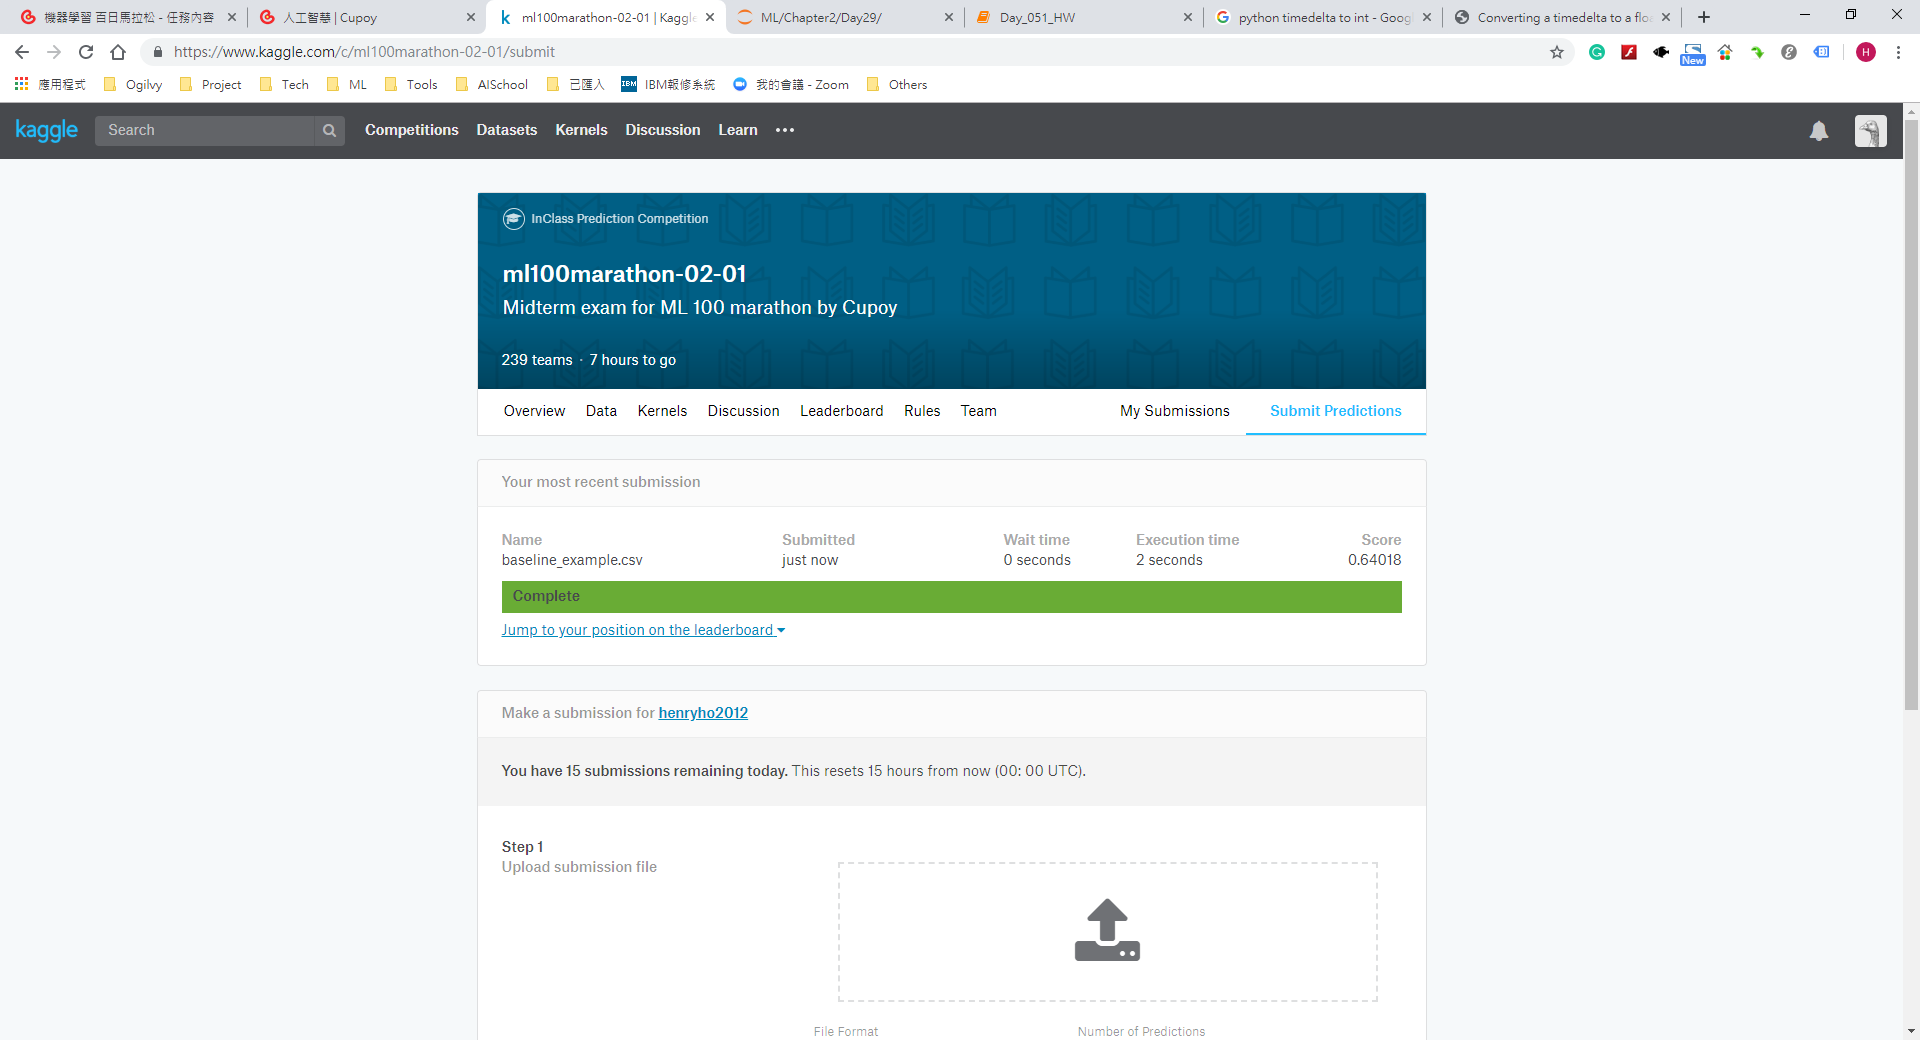 機器學習 百日馬拉松 - 任務內容
人工智慧 | Cupoy
ml100marathon-02-01 | Kaggle
ML/Chapter2/Day29/
Day_051_HW
python timedelta to int - Goog
Converting a timedelta to a flo
https://www.kaggle.com/c/ml100marathon-02-01/submit
New
H
應用程式 Ogilvy Project Tech ML Tools AISchool 已匯入 IBM IBM報修系統 我的會議 - Zoom Others
kaggle Search Competitions Datasets Kernels Discussion Learn
InClass Prediction Competition
ml100marathon-02-01
Midterm exam for ML 100 marathon by Cupoy
239 teams · 7 hours to go
Overview Data Kernels Discussion Leaderboard Rules Team My Submissions Submit Predictions
Your most recent submission
Name Submitted Wait time Execution time Score
baseline_example.csv just now 0 seconds 2 seconds 0.64018
Complete
Jump to your position on the leaderboard
Make a submission for henryho2012
You have 15 submissions remaining today. This resets 15 hours from now (00: 00 UTC).
Step 1
Upload submission file
File Format Number of Predictions